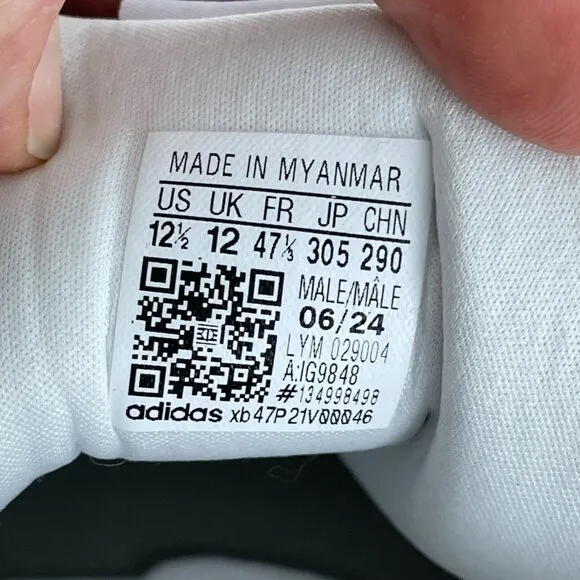 MADE IN MYANMAR
US UK FR JP CHN
12½ 12 47⅓ 305 290
MALE/MÂLE
06/24
LYM 029004
A:IG9848
#134998498
adidas xb47P21V00046